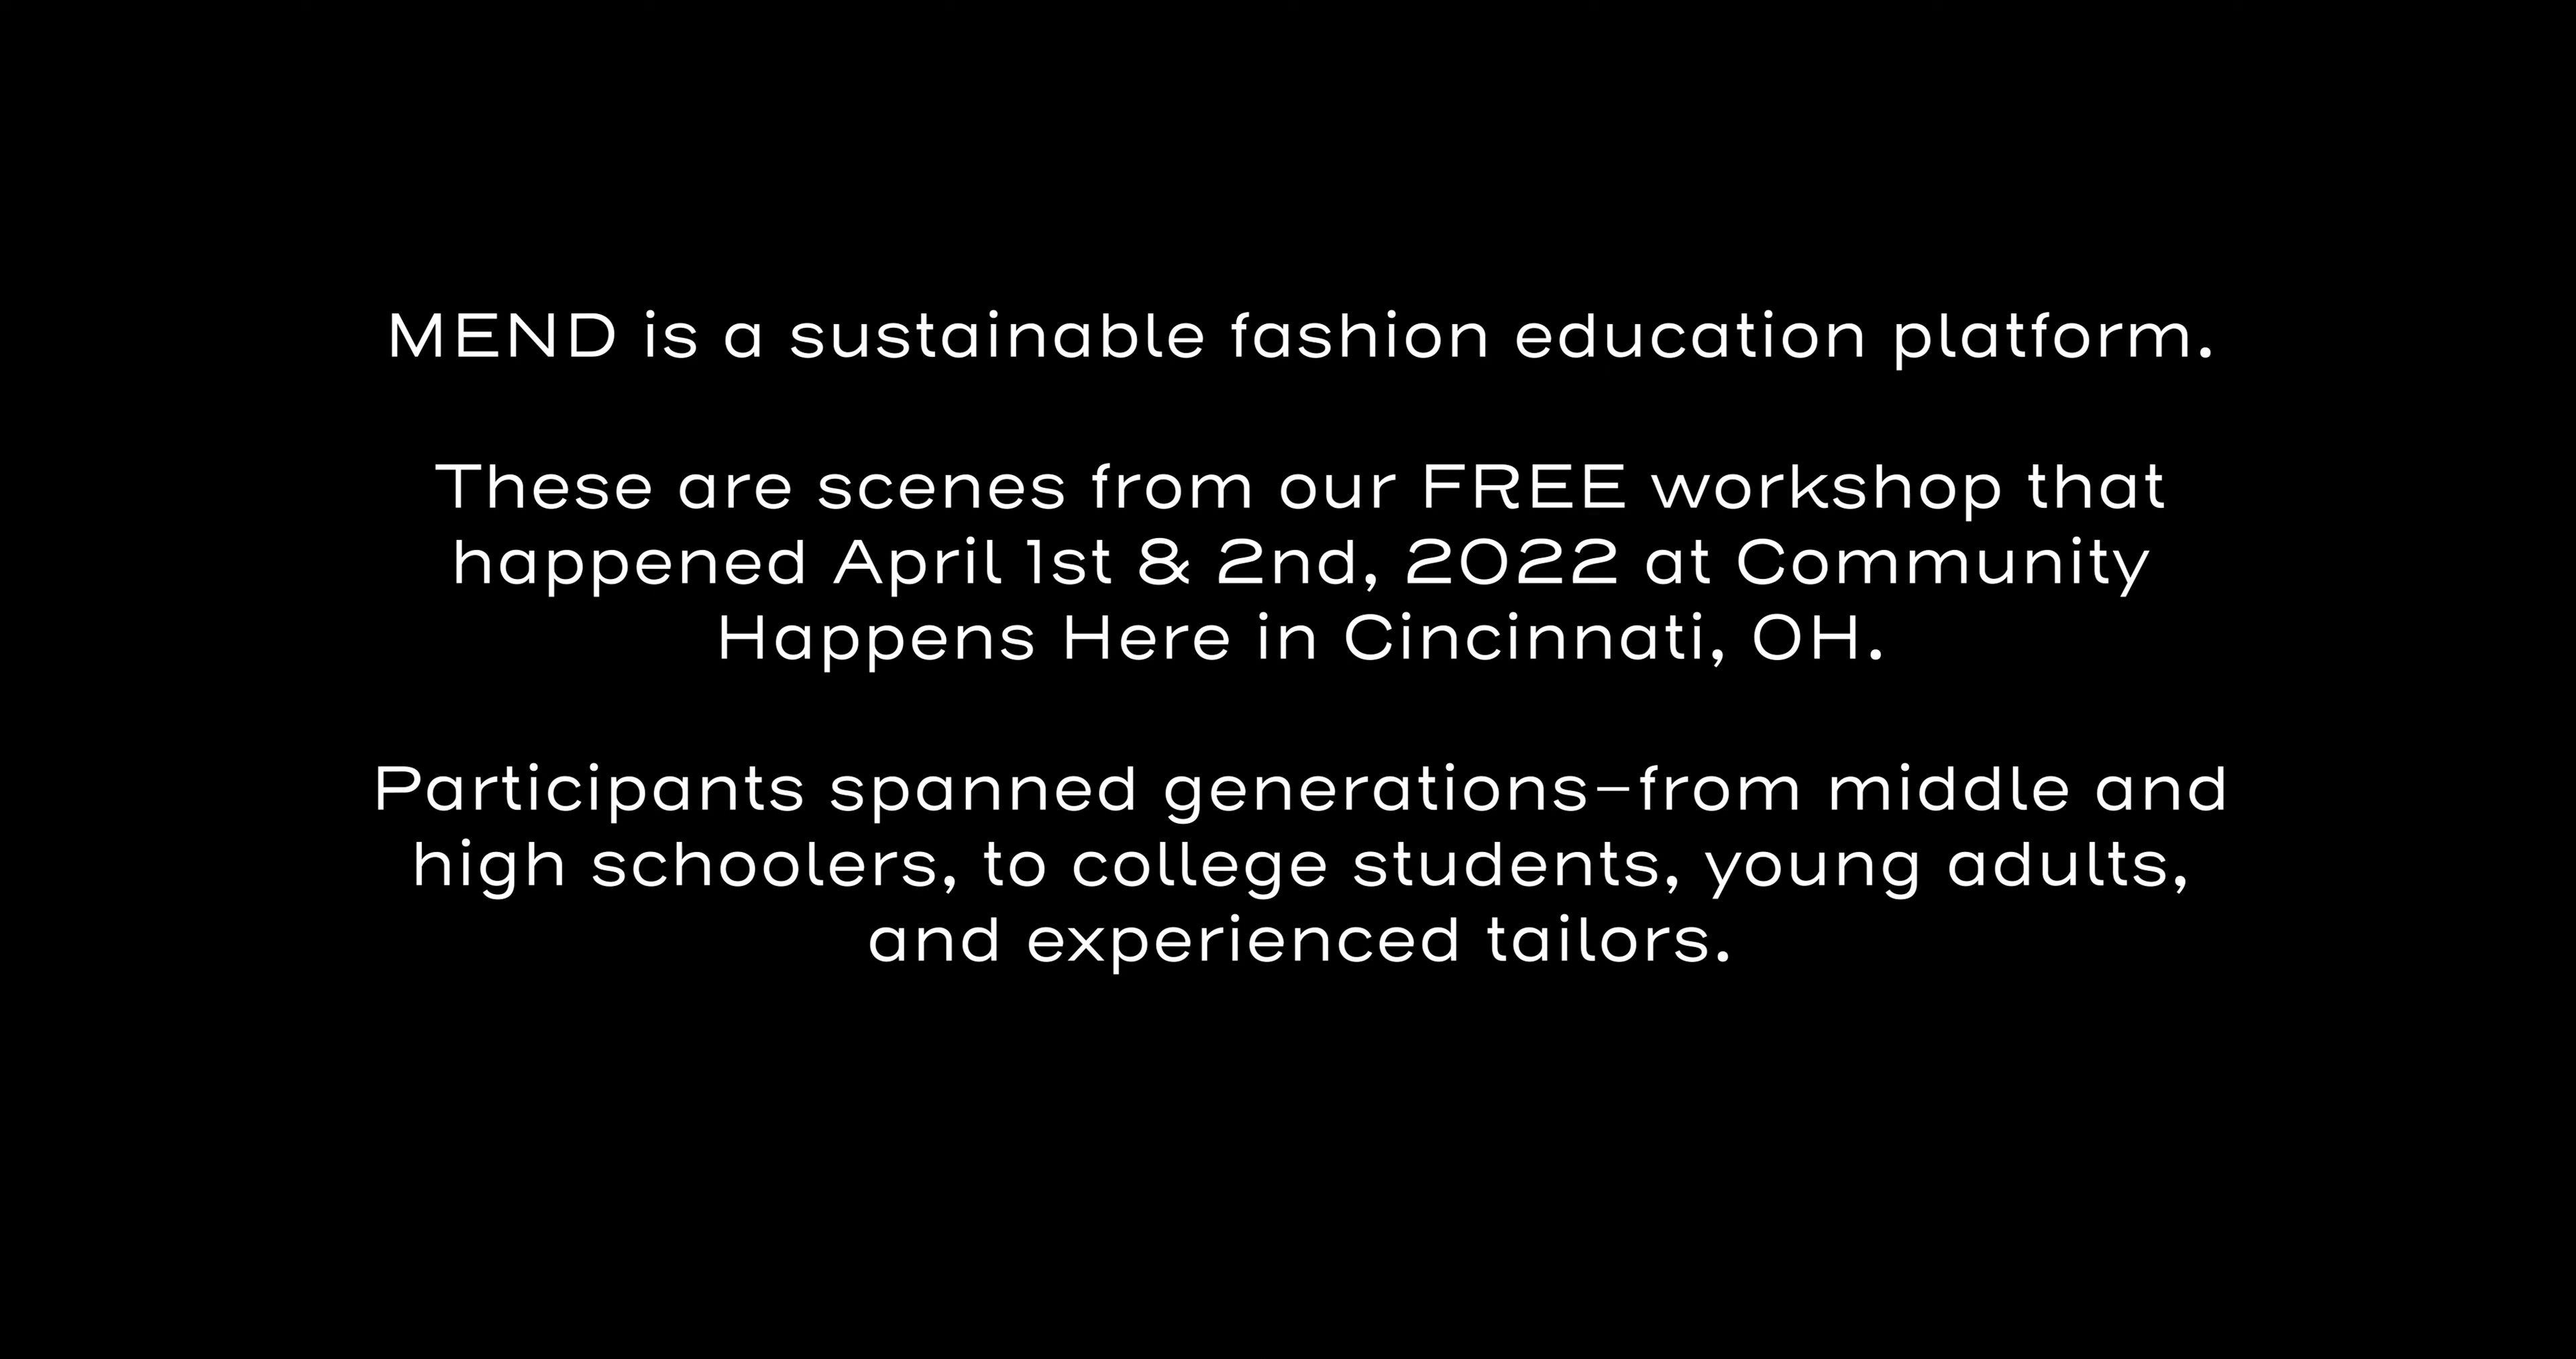 MEND is a sustainable fashion education platform.
These are scenes from our FREE workshop that
happened April 1st & 2nd, 2022 at Community
Happens Here in Cincinnati, OH.
Participants spanned generations–from middle and
high schoolers, to college students, young adults,
and experienced tailors.